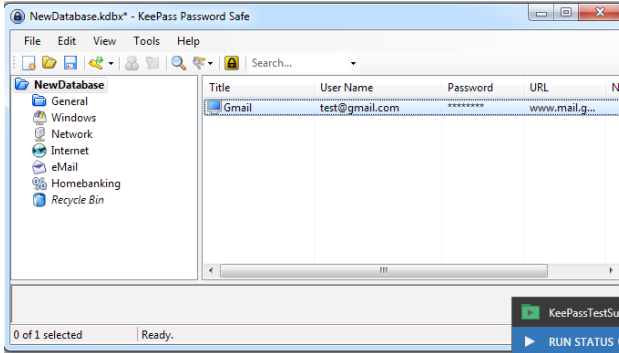 NewDatabase.kdbx* - KeePass Password Safe
File Edit View Tools Help
Search...
NewDatabase
General
Windows
Network
Internet
eMail
Homebanking
Recycle Bin
Title User Name Password URL N
Gmail test@gmail.com ******** www.mail.g...
KeePassTestSu
0 of 1 selected Ready.
RUN STATUS